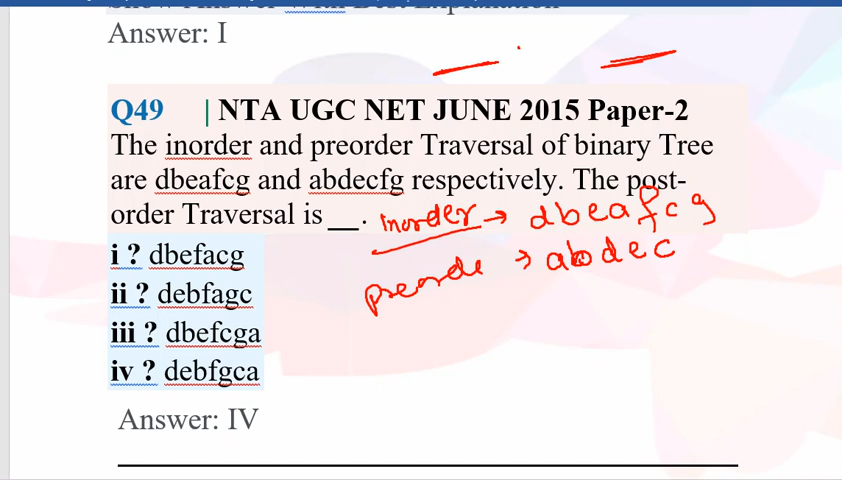 Answer: I
Q49 | NTA UGC NET JUNE 2015 Paper-2
The inorder and preorder Traversal of binary Tree
are dbeafcg and abdecfg respectively. The post-
order Traversal is __.
inorder → dbeafcg
preorde → abdec
i ? dbefacg
ii ? debfagc
iii ? dbefcga
iv ? debfgca
Answer: IV